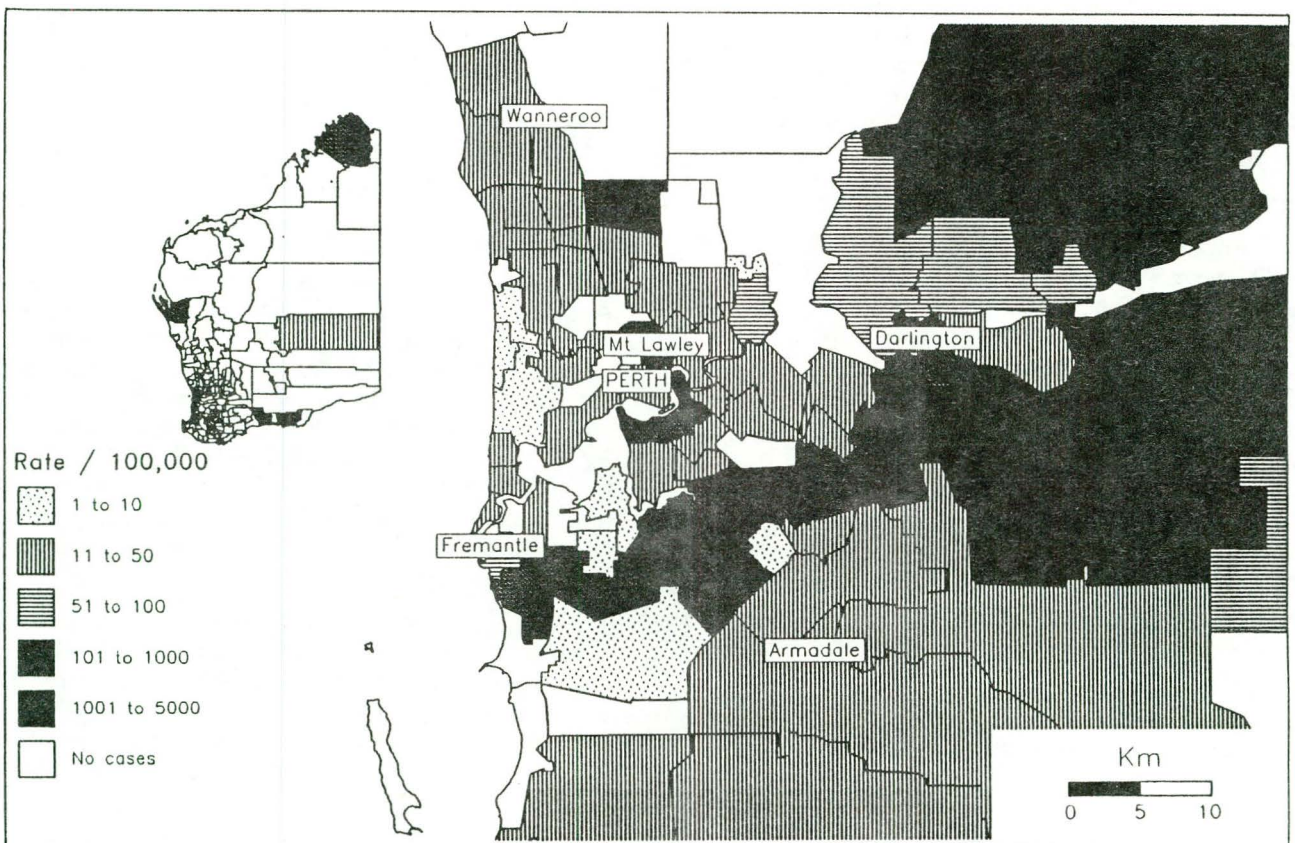 Wanneroo
Mt Lawley
Darlington
PERTH
Rate / 100,000
1 to 10
11 to 50
51 to 100
101 to 1000
1001 to 5000
No cases
Fremantle
Armadale
Km
0 5 10